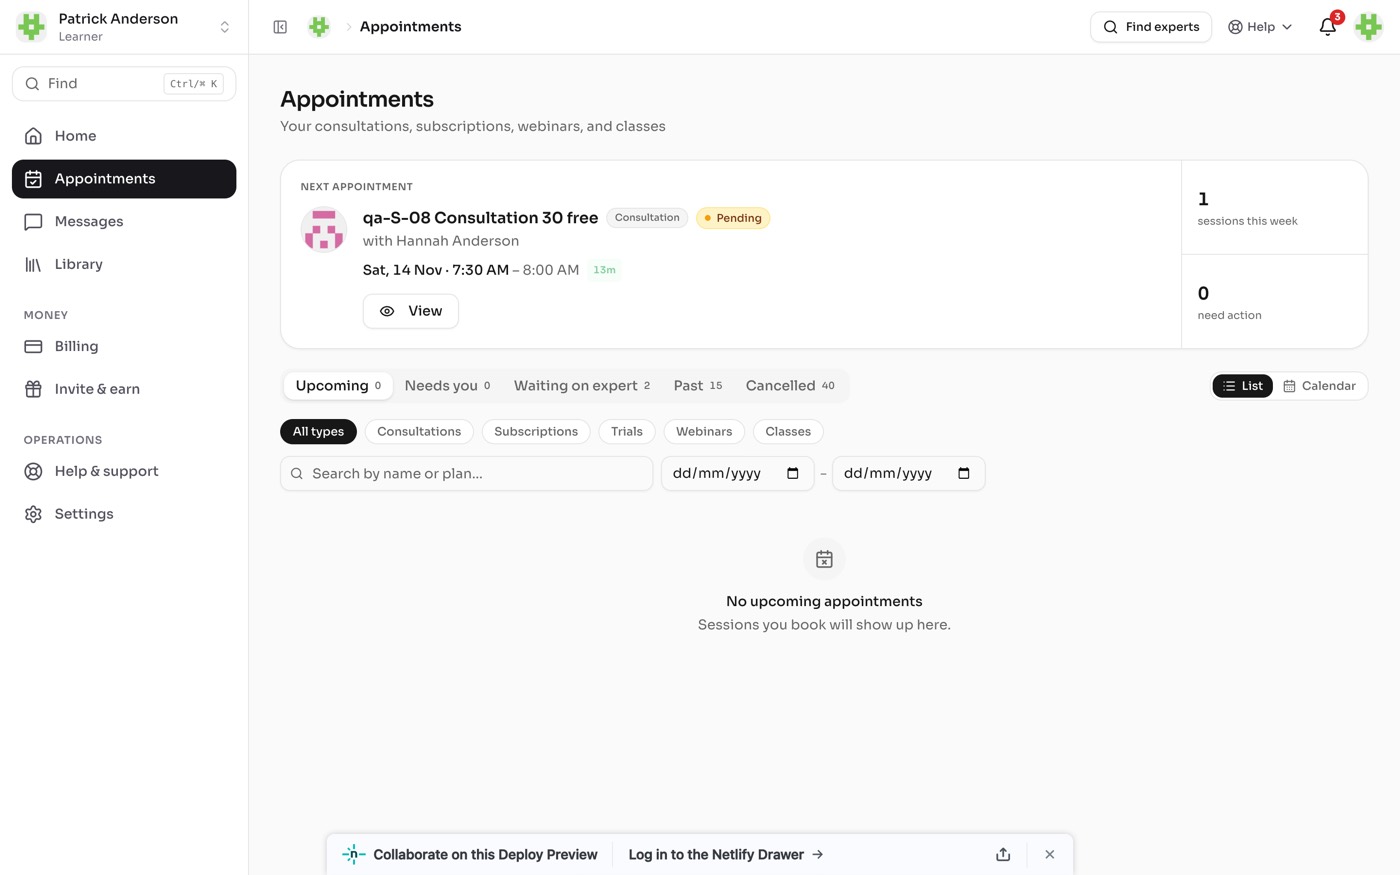 Patrick Anderson
Learner
Find Ctrl/⌘ K
Home
Appointments
Messages
Library
MONEY
Billing
Invite & earn
OPERATIONS
Help & support
Settings
Appointments
Find experts
Help
3
Appointments
Your consultations, subscriptions, webinars, and classes
NEXT APPOINTMENT
qa-S-08 Consultation 30 free Consultation Pending
with Hannah Anderson
Sat, 14 Nov · 7:30 AM – 8:00 AM 13m
View
1
sessions this week
0
need action
Upcoming 0 Needs you 0 Waiting on expert 2 Past 15 Cancelled 40
List Calendar
All types Consultations Subscriptions Trials Webinars Classes
Search by name or plan... dd/mm/yyyy – dd/mm/yyyy
No upcoming appointments
Sessions you book will show up here.
Collaborate on this Deploy Preview Log in to the Netlify Drawer →